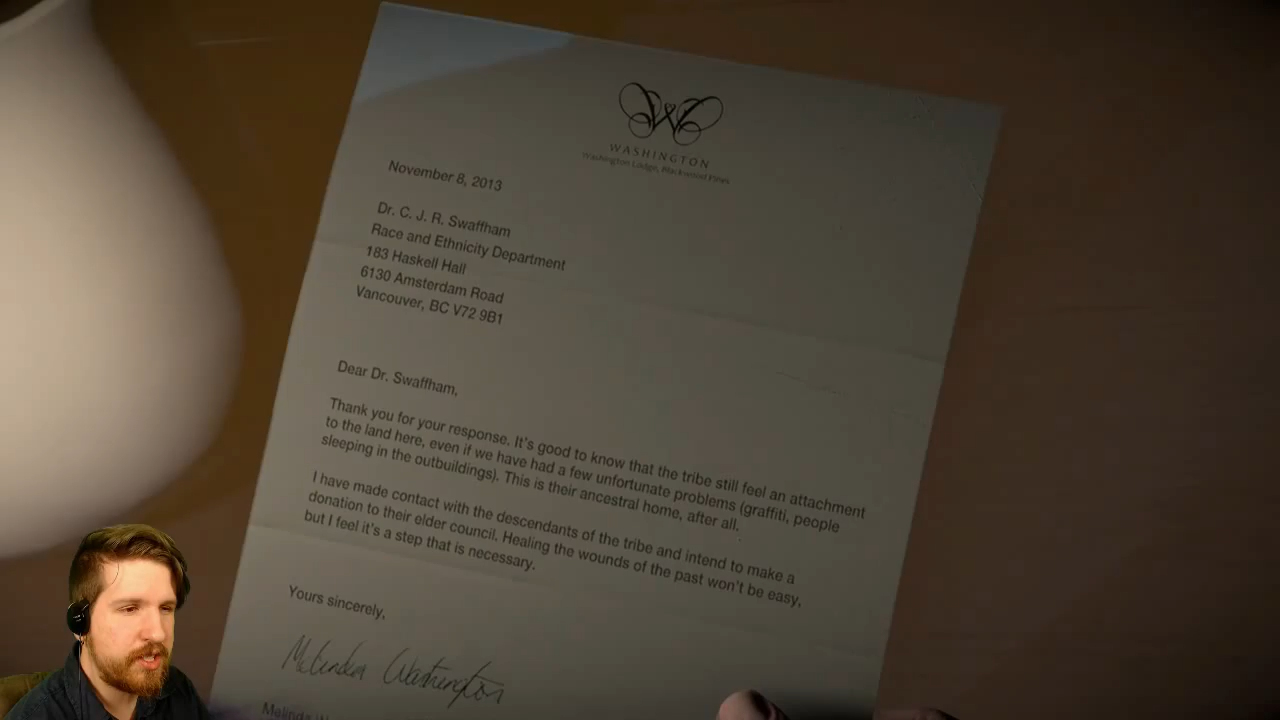 W
WASHINGTON
Washington Lodge, Blackwood Pines
November 8, 2013
Dr. C. J. R. Swaffham
Race and Ethnicity Department
183 Haskell Hall
6130 Amsterdam Road
Vancouver, BC V72 9B1
Dear Dr. Swaffham,
Thank you for your response. It's good to know that the tribe still feel an attachment
to the land here, even if we have had a few unfortunate problems (graffiti, people
sleeping in the outbuildings). This is their ancestral home, after all.
I have made contact with the descendants of the tribe and intend to make a
donation to their elder council. Healing the wounds of the past won't be easy,
but I feel it's a step that is necessary.
Yours sincerely,
Melinda Washington
Melinda